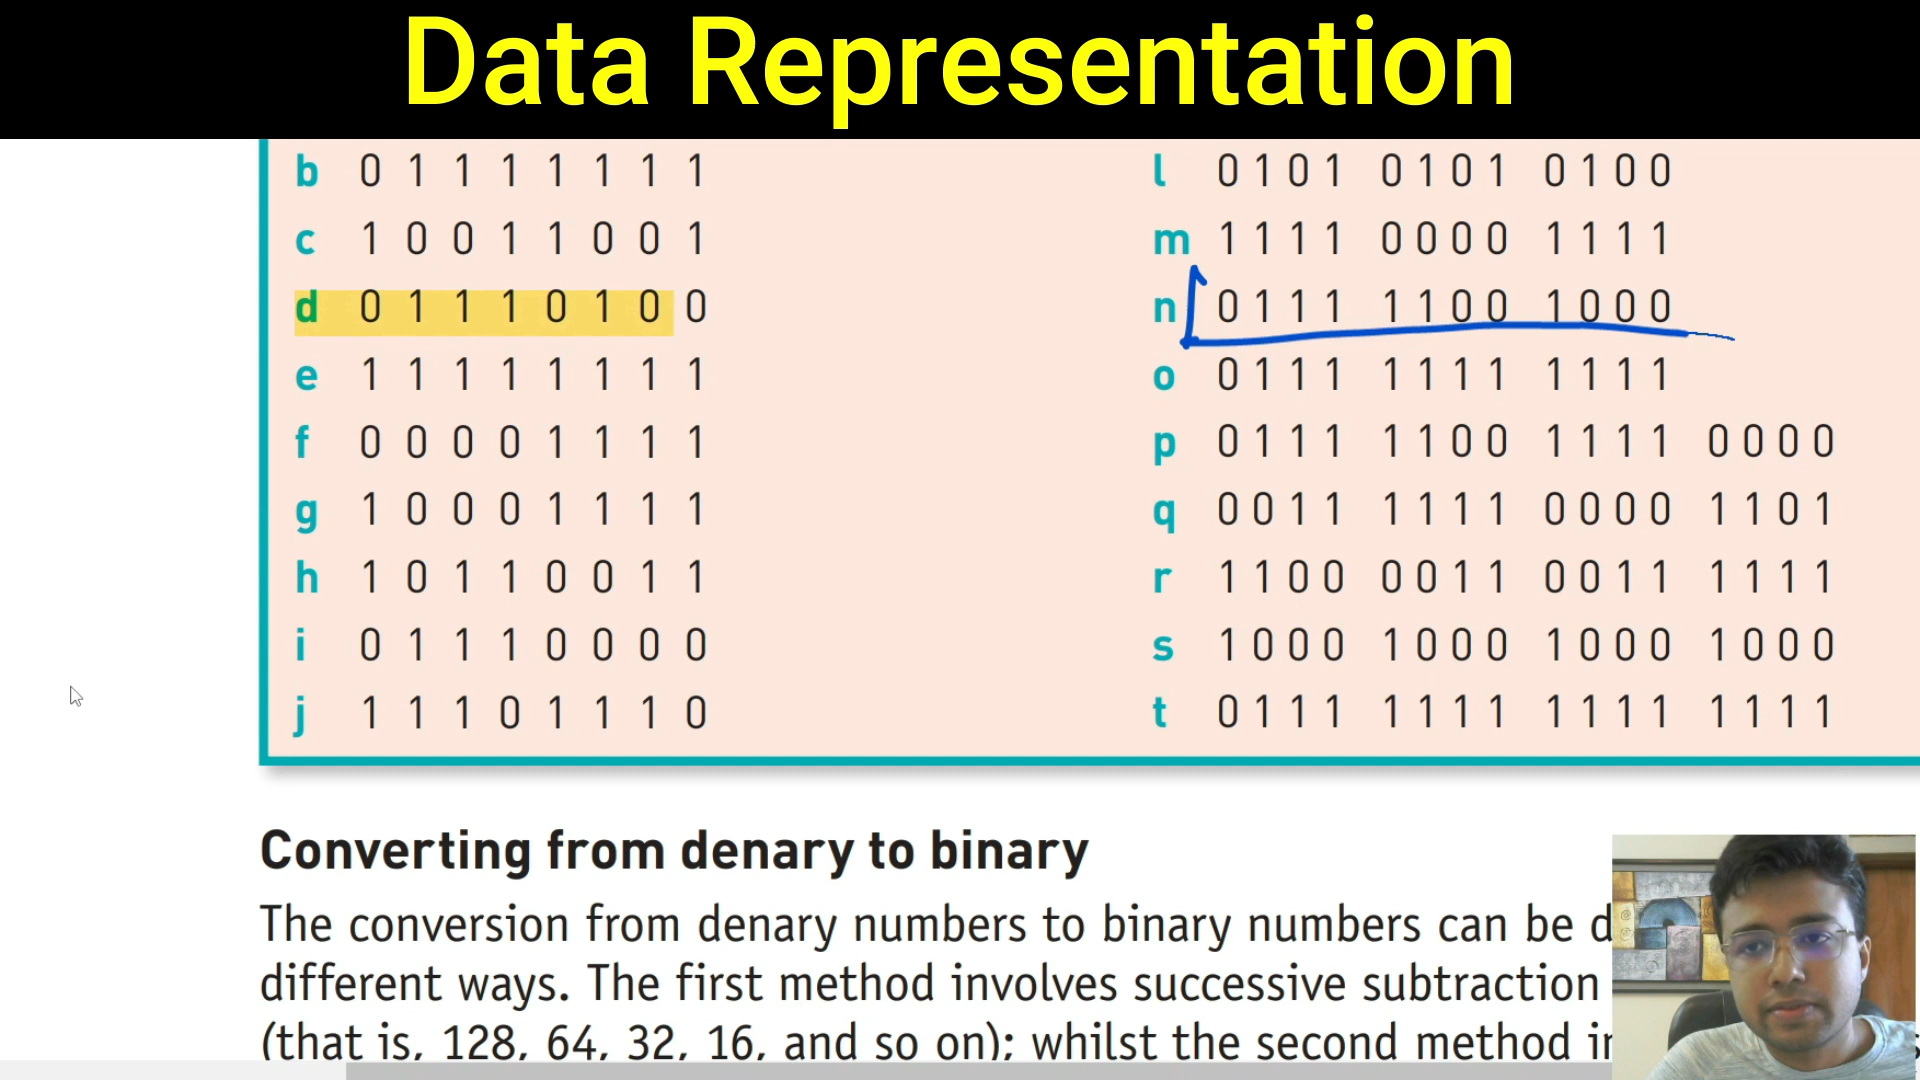 Data Representation
b 0 1 1 1 1 1 1 1
c 1 0 0 1 1 0 0 1
d 0 1 1 1 0 1 0 0
e 1 1 1 1 1 1 1 1
f 0 0 0 0 1 1 1 1
g 1 0 0 0 1 1 1 1
h 1 0 1 1 0 0 1 1
i 0 1 1 1 0 0 0 0
j 1 1 1 0 1 1 1 0
l 0101 0101 0100
m 1111 0000 1111
n 0111 1100 1000
o 0111 1111 1111
p 0111 1100 1111 0000
q 0011 1111 0000 1101
r 1100 0011 0011 1111
s 1000 1000 1000 1000
t 0111 1111 1111 1111
Converting from denary to binary
The conversion from denary numbers to binary numbers can be
different ways. The first method involves successive subtraction
(that is, 128, 64, 32, 16, and so on); whilst the second method